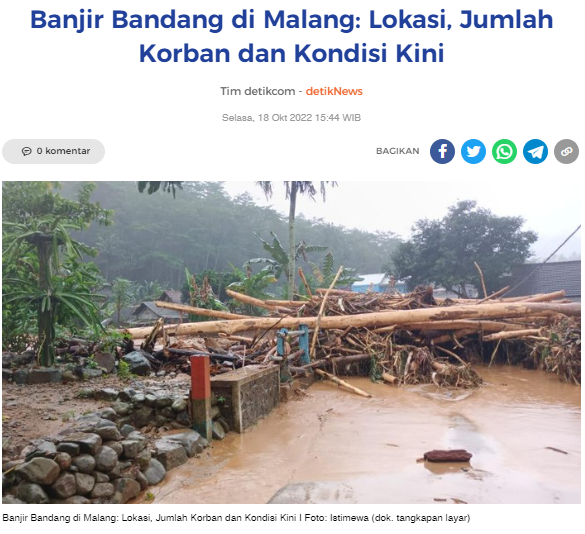 Banjir Bandang di Malang: Lokasi, Jumlah
Korban dan Kondisi Kini
Tim detikcom - detikNews
Selasa, 18 Okt 2022 15:44 WIB
0 komentar
BAGIKAN
Banjir Bandang di Malang: Lokasi, Jumlah Korban dan Kondisi Kini I Foto: Istimewa (dok. tangkapan layar)